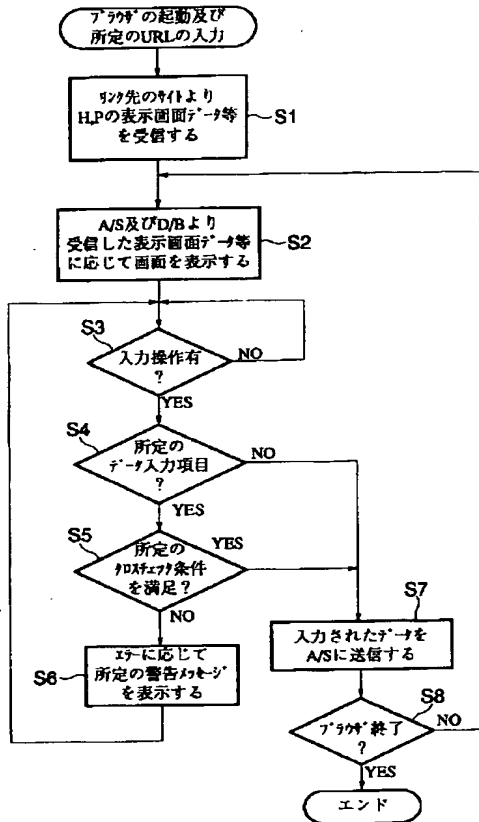 ﾌﾞﾗｳｻﾞの起動及び
所定のURLの入力
ﾘﾝｸ先のｻｲﾄより
H.Pの表示画面ﾃﾞｰﾀ等
を受信する
S1
A/S及びD/Bより
受信した表示画面ﾃﾞｰﾀ等
に応じて画面を表示する
S2
S3
入力操作有
?
NO
YES
S4
所定の
ﾃﾞｰﾀ入力項目
?
NO
YES
S5
所定の
ｸﾛｽﾁｪｯｸ条件
を満足?
YES
NO
S6
ｴﾗｰに応じて
所定の警告ﾒｯｾｰｼﾞ
を表示する
S7
入力されたﾃﾞｰﾀを
A/Sに送信する
S8
ﾌﾞﾗｳｻﾞ終了
?
NO
YES
エンド